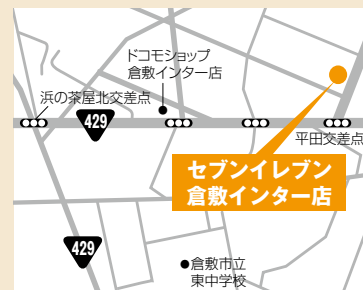 ドコモショップ
倉敷インター店
浜の茶屋北交差点
429
平田交差点
セブンイレブン
倉敷インター店
429
倉敷市立
東中学校